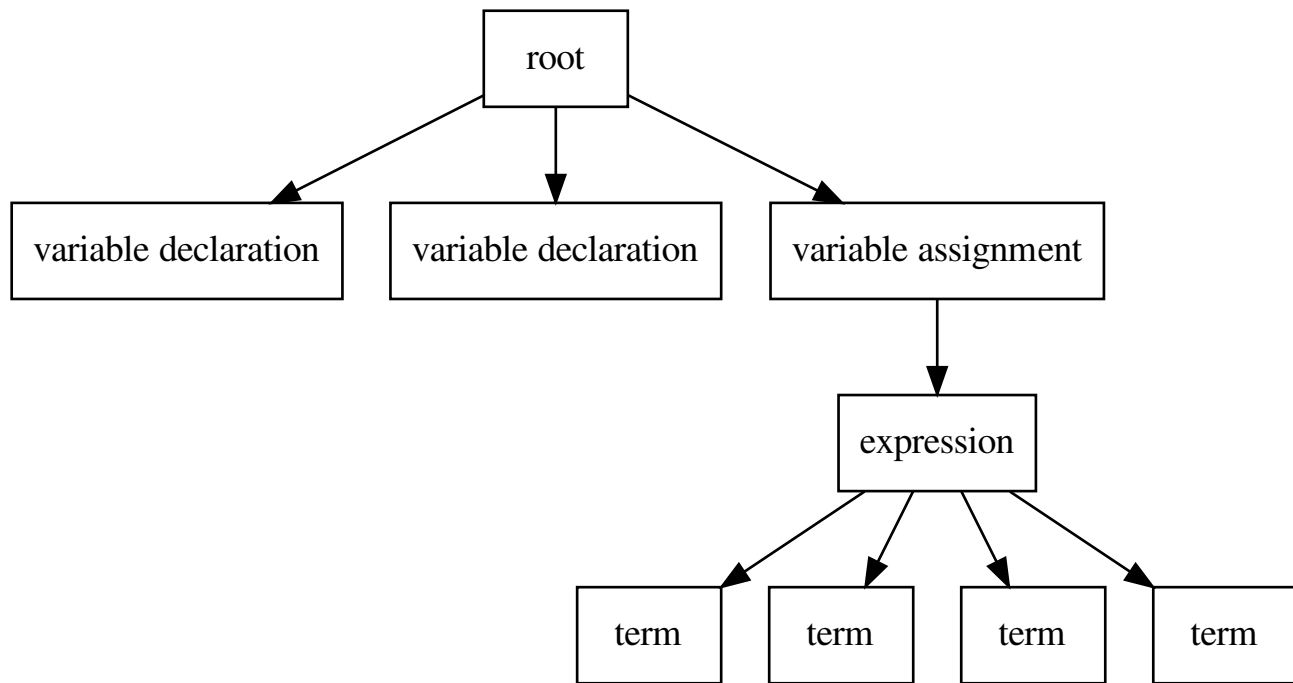 root
variable declaration
variable declaration
variable assignment
expression
term
term
term
term